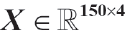 X ∈ ℝ^{150×4}